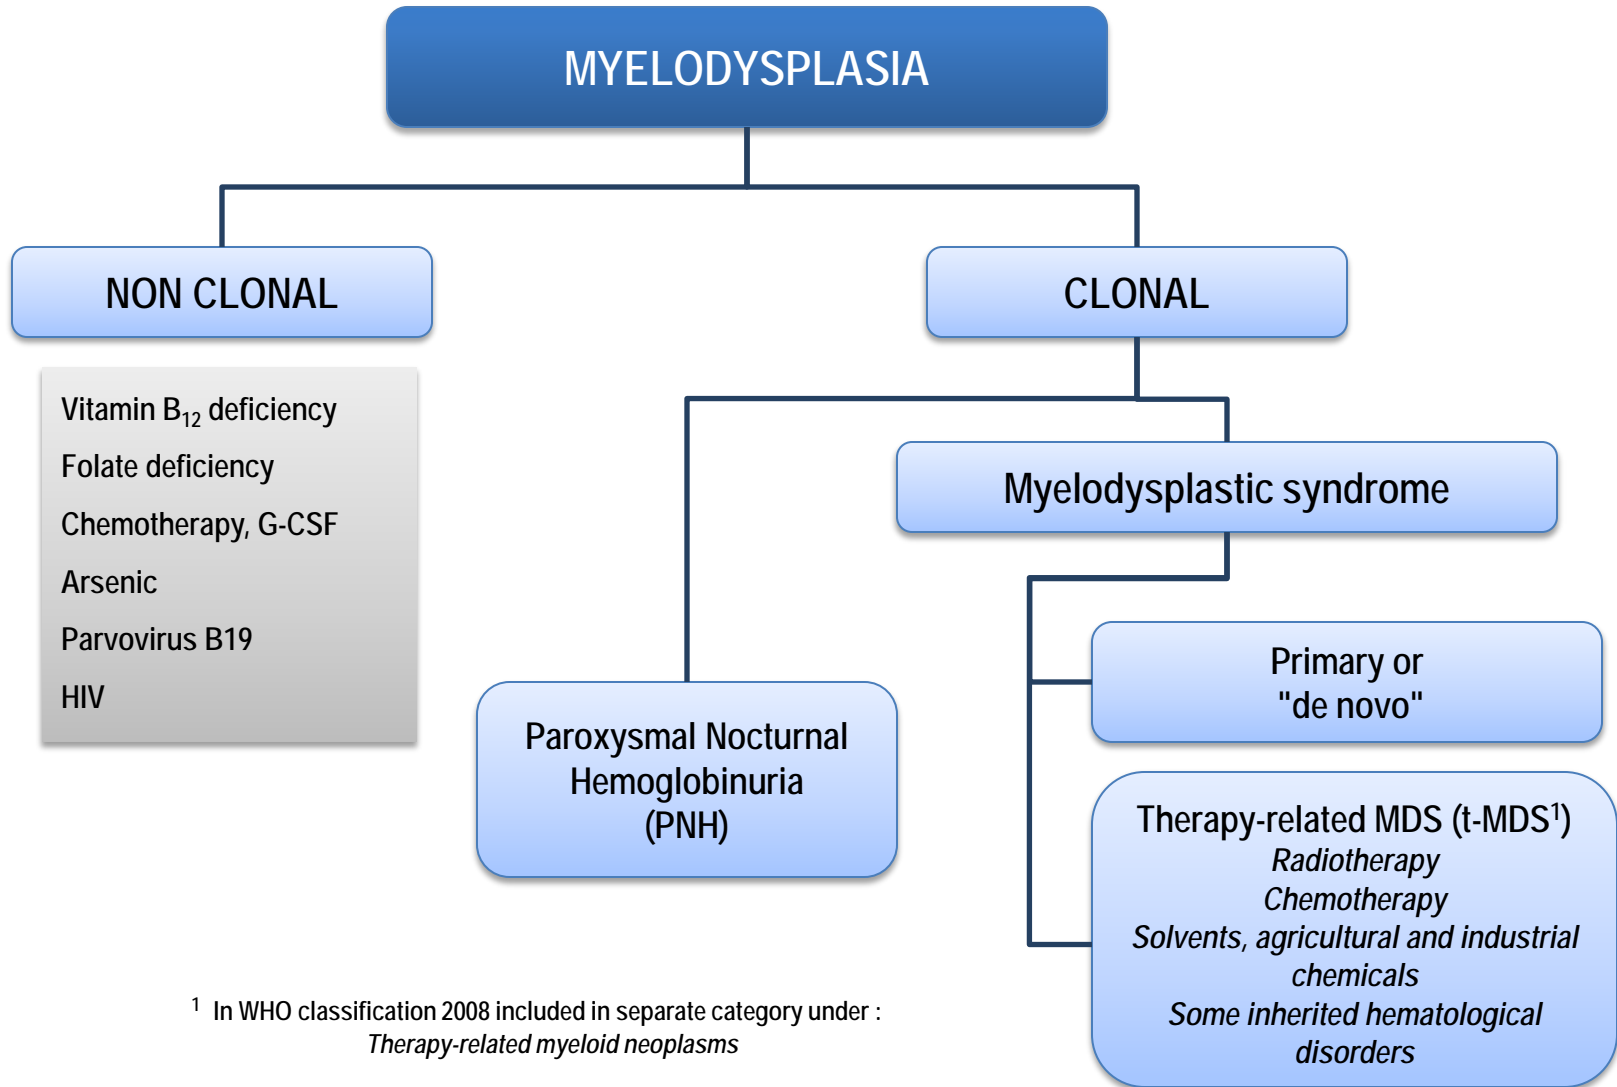 MYELODYSPLASIA
NON CLONAL
CLONAL
Vitamin B₁₂ deficiency
Folate deficiency
Chemotherapy, G-CSF
Arsenic
Parvovirus B19
HIV
Myelodysplastic syndrome
Paroxysmal Nocturnal
Hemoglobinuria
(PNH)
Primary or
"de novo"
Therapy-related MDS (t-MDS¹)
Radiotherapy
Chemotherapy
Solvents, agricultural and industrial
chemicals
Some inherited hematological
disorders
¹ In WHO classification 2008 included in separate category under :
Therapy-related myeloid neoplasms